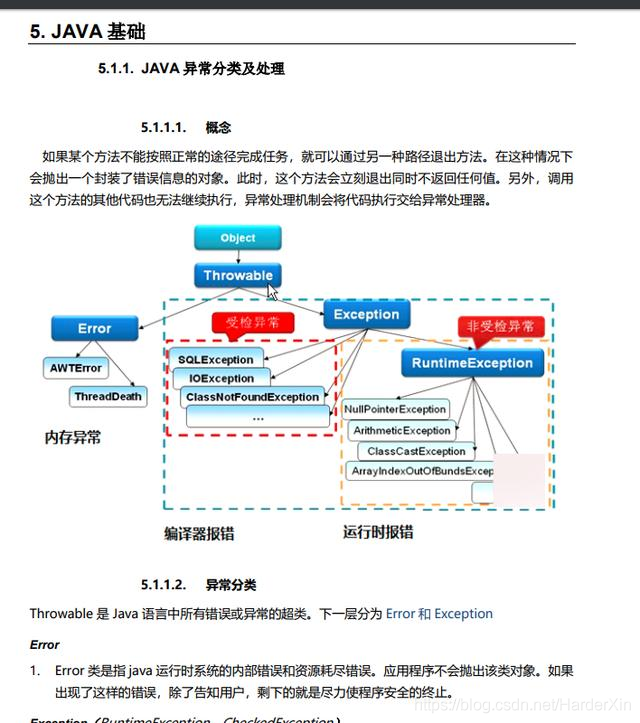 5. JAVA 基础
5.1.1. JAVA 异常分类及处理
5.1.1.1. 概念
如果某个方法不能按照正常的途径完成任务，就可以通过另一种路径退出方法。在这种情况下
会抛出一个封装了错误信息的对象。此时，这个方法会立刻退出同时不返回任何值。另外，调用
这个方法的其他代码也无法继续执行，异常处理机制会将代码执行交给异常处理器。
Object
Throwable
Error
受检异常
Exception
非受检异常
AWTError
ThreadDeath
SQLException
IOException
ClassNotFoundException
...
RuntimeException
NullPointerException
ArithmeticException
ClassCastException
ArrayIndexOutOfBundsExcep
内存异常
编译器报错
运行时报错
5.1.1.2. 异常分类
Throwable 是 Java 语言中所有错误或异常的超类。下一层分为 Error 和 Exception
Error
1. Error 类是指 java 运行时系统的内部错误和资源耗尽错误。应用程序不会抛出该类对象。如果
出现了这样的错误，除了告知用户，剩下的就是尽力使程序安全的终止。
Exception（RuntimeException、CheckedException）
https://blog.csdn.net/HarderXin